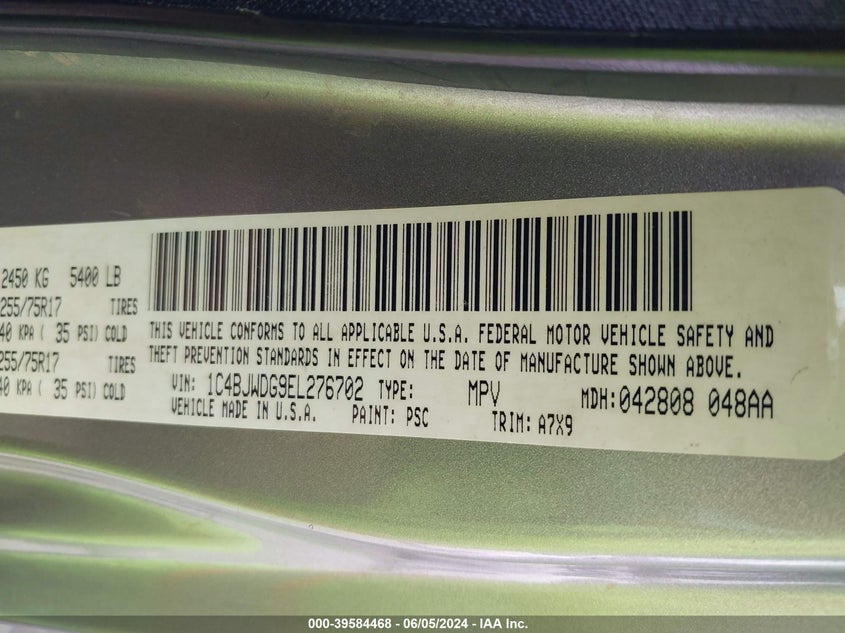 2450 KG 5400 LB
255/75R17 TIRES
40 KPA ( 35 PSI) COLD
255/75R17 TIRES
40 KPA ( 35 PSI) COLD
THIS VEHICLE CONFORMS TO ALL APPLICABLE U.S.A. FEDERAL MOTOR VEHICLE SAFETY AND
THEFT PREVENTION STANDARDS IN EFFECT ON THE DATE OF MANUFACTURE SHOWN ABOVE.
VIN: 1C4BJWDG9EL276702 TYPE: MPV MDH:042808 048AA
VEHICLE MADE IN U.S.A. PAINT: PSC TRIM: A7X9
000-39584468 - 06/05/2024 - IAA Inc.